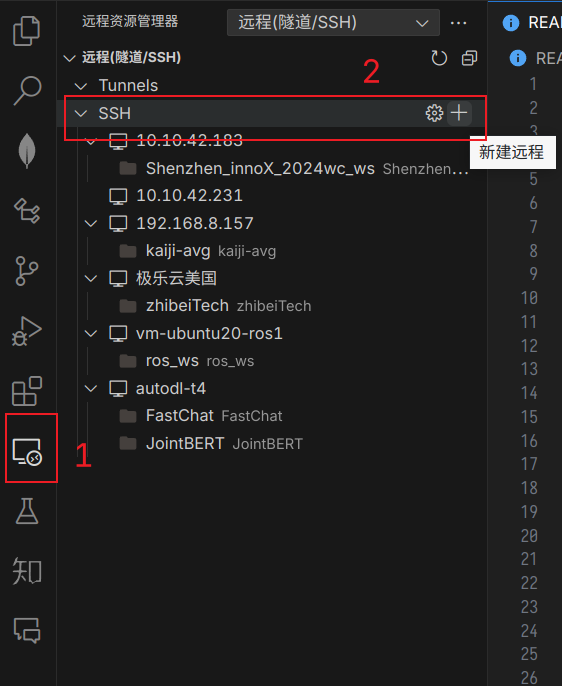 远程资源管理器
远程(隧道/SSH)
READ
远程(隧道/SSH)
2
REA
Tunnels
SSH
新建远程
10.10.42.183
Shenzhen_innoX_2024wc_ws Shenzhen…
10.10.42.231
192.168.8.157
kaiji-avg kaiji-avg
极乐云美国
zhibeiTech zhibeiTech
vm-ubuntu20-ros1
ros_ws ros_ws
autodl-t4
FastChat FastChat
JointBERT JointBERT
1
知
1
2
3
5
6
7
8
9
10
11
12
13
14
15
16
17
18
19
20
21
22
23
24
25
26